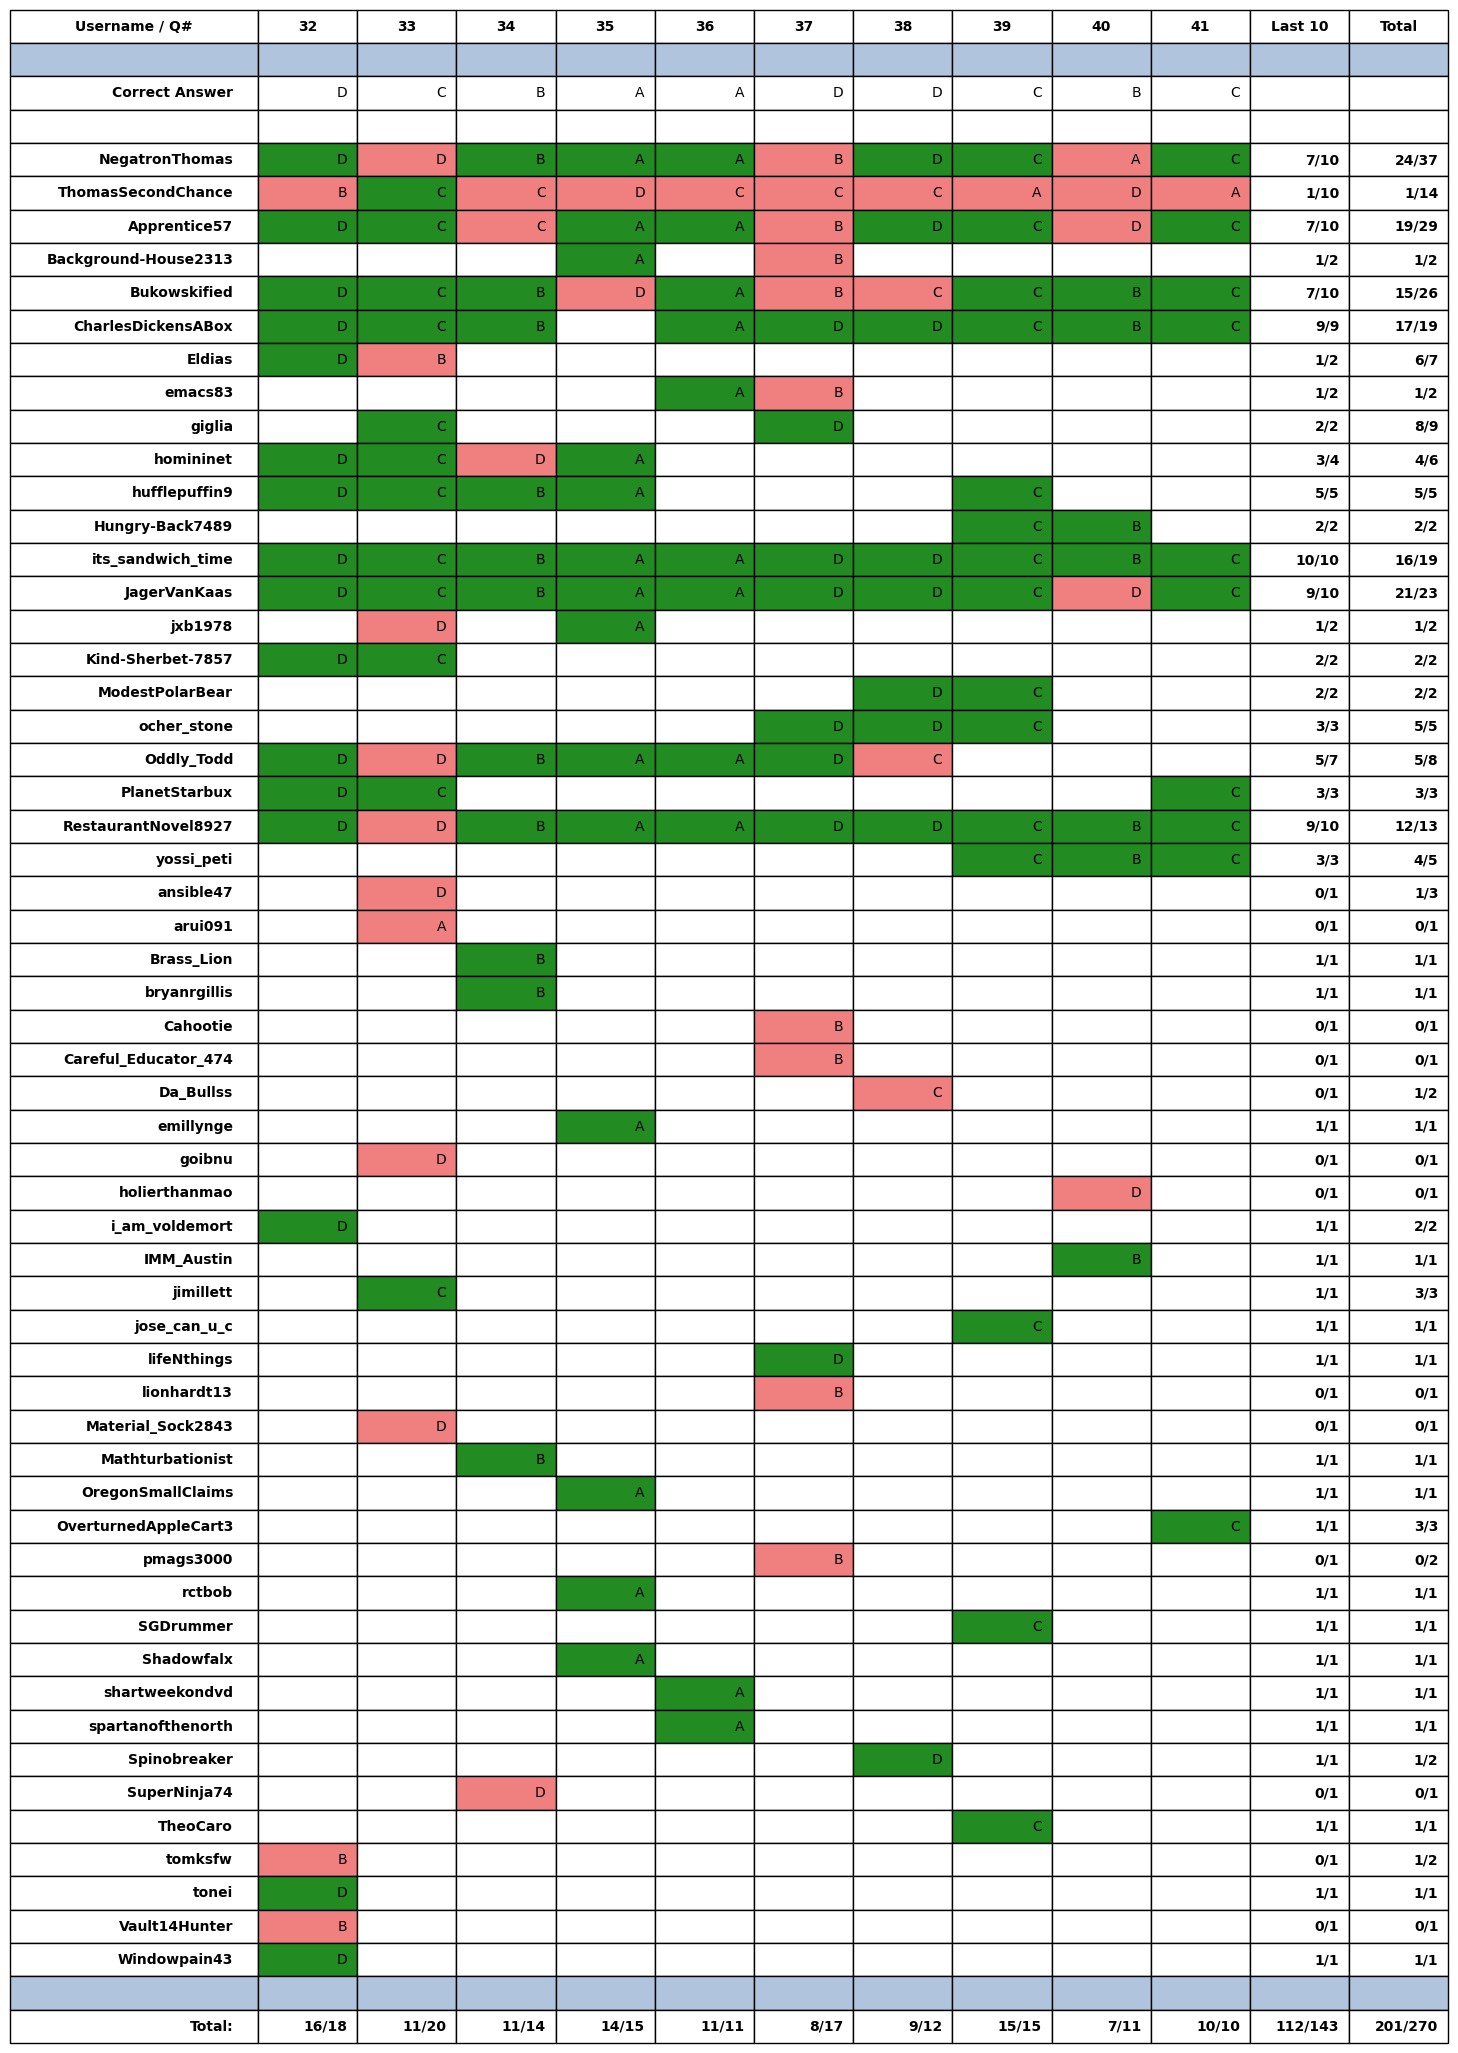 Username / Q# 32 33 34 35 36 37 38 39 40 41 Last 10 Total
Correct Answer D C B A A D D C B C
NegatronThomas D D B A A B D C A C 7/10 24/37
ThomasSecondChance B C C D C C C A D A 1/10 1/14
Apprentice57 D C C A A B D C D C 7/10 19/29
Background-House2313 A B 1/2 1/2
Bukowskified D C B D A B C C B C 7/10 15/26
CharlesDickensABox D C B A D D C B C 9/9 17/19
Eldias D B 1/2 6/7
emacs83 A B 1/2 1/2
giglia C D 2/2 8/9
homininet D C D A 3/4 4/6
hufflepuffin9 D C B A C 5/5 5/5
Hungry-Back7489 C B 2/2 2/2
its_sandwich_time D C B A A D D C B C 10/10 16/19
JagerVanKaas D C B A A D D C D C 9/10 21/23
jxb1978 D A 1/2 1/2
Kind-Sherbet-7857 D C 2/2 2/2
ModestPolarBear D C 2/2 2/2
ocher_stone D D C 3/3 5/5
Oddly_Todd D D B A A D C 5/7 5/8
PlanetStarbux D C C 3/3 3/3
RestaurantNovel8927 D D B A A D D C B C 9/10 12/13
yossi_peti C B C 3/3 4/5
ansible47 D 0/1 1/3
arui091 A 0/1 0/1
Brass_Lion B 1/1 1/1
bryanrgillis B 1/1 1/1
Cahootie B 0/1 0/1
Careful_Educator_474 B 0/1 0/1
Da_Bullss C 0/1 1/2
emillynge A 1/1 1/1
goibnu D 0/1 0/1
holierthanmao D 0/1 0/1
i_am_voldemort D 1/1 2/2
IMM_Austin B 1/1 1/1
jimillett C 1/1 3/3
jose_can_u_c C 1/1 1/1
lifeNthings D 1/1 1/1
lionhardt13 B 0/1 0/1
Material_Sock2843 D 0/1 0/1
Mathturbationist B 1/1 1/1
OregonSmallClaims A 1/1 1/1
OverturnedAppleCart3 C 1/1 3/3
pmags3000 B 0/1 0/2
rctbob A 1/1 1/1
SGDrummer C 1/1 1/1
Shadowfalx A 1/1 1/1
shartweekondvd A 1/1 1/1
spartanofthenorth A 1/1 1/1
Spinobreaker D 1/1 1/2
SuperNinja74 D 0/1 0/1
TheoCaro C 1/1 1/1
tomksfw B 0/1 1/2
tonei D 1/1 1/1
Vault14Hunter B 0/1 0/1
Windowpain43 D 1/1 1/1
Total: 16/18 11/20 11/14 14/15 11/11 8/17 9/12 15/15 7/11 10/10 112/143 201/270